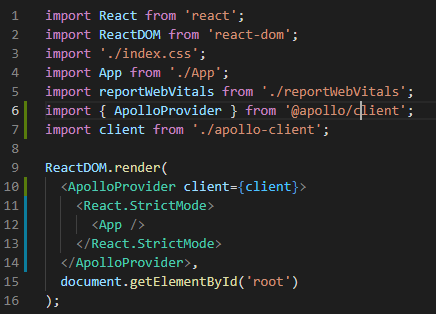 1 import React from 'react';
2 import ReactDOM from 'react-dom';
3 import './index.css';
4 import App from './App';
5 import reportWebVitals from './reportWebVitals';
6 import { ApolloProvider } from '@apollo/client';
7 import client from './apollo-client';
8
9 ReactDOM.render(
10   <ApolloProvider client={client}>
11     <React.StrictMode>
12       <App />
13     </React.StrictMode>
14   </ApolloProvider>,
15   document.getElementById('root')
16 );